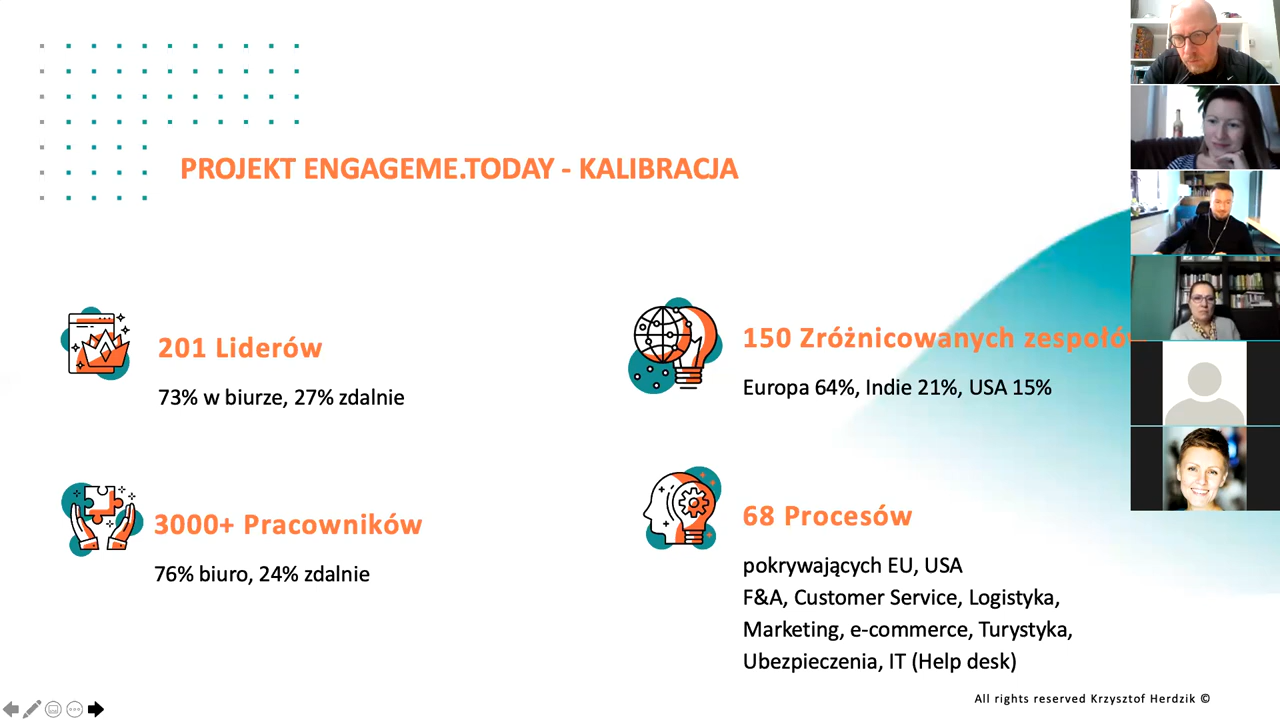 PROJEKT ENGAGEME.TODAY - KALIBRACJA
201 Liderów
73% w biurze, 27% zdalnie
150 Zróżnicowanych
Europa 64%, Indie 21%, USA 15%
3000+ Pracowników
76% biuro, 24% zdalnie
68 Procesów
pokrywających EU, USA
F&A, Customer Service, Logistyka,
Marketing, e-commerce, Turystyka,
Ubezpieczenia, IT (Help desk)
All rights reserved Krzysztof Herdzik ©